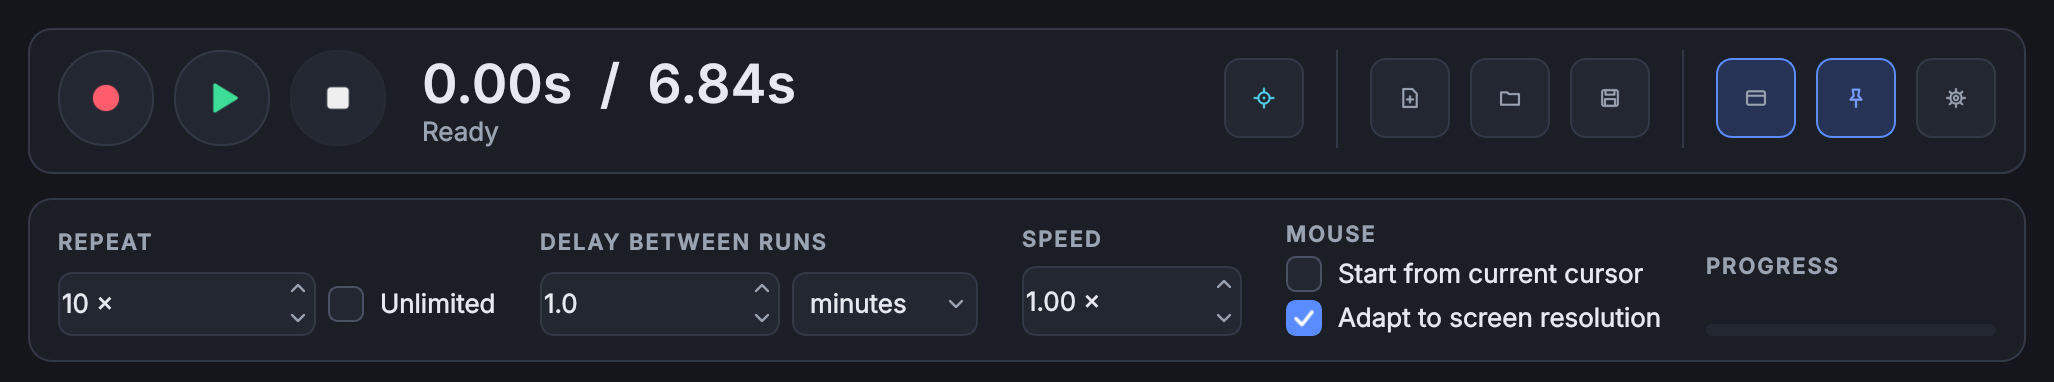 0.00s / 6.84s
Ready
REPEAT
10 ×
Unlimited
DELAY BETWEEN RUNS
1.0
minutes
SPEED
1.00 ×
MOUSE
Start from current cursor
Adapt to screen resolution
PROGRESS